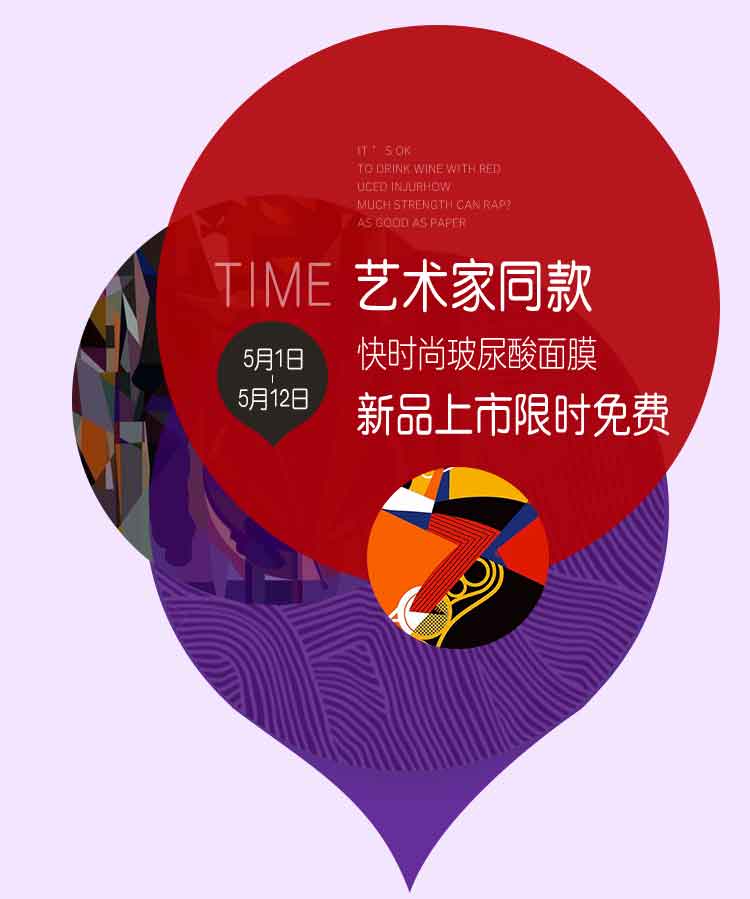 IT ' S OK
TO DRINK WINE WITH RED
UCED INJURHOW
MUCH STRENGTH CAN RAP?
AS GOOD AS PAPER
TIME
艺术家同款
5月1日
5月12日
快时尚玻尿酸面膜
新品上市限时免费